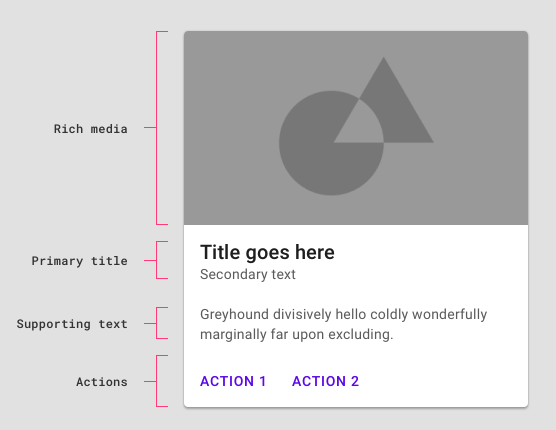 Rich media
Primary title
Title goes here
Secondary text
Supporting text
Greyhound divisively hello coldly wonderfully
marginally far upon excluding.
Actions
ACTION 1
ACTION 2